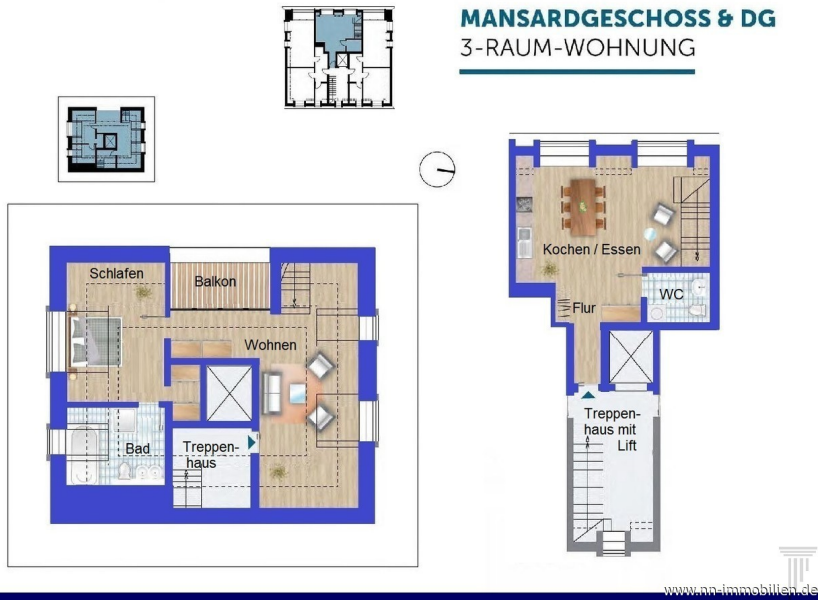 MANSARDGESCHOSS & DG
3-RAUM-WOHNUNG
Schlafen
Balkon
Wohnen
Bad
Treppen-
haus
Kochen / Essen
WC
Flur
Treppen-
haus mit
Lift
www.nn-immobilien.de